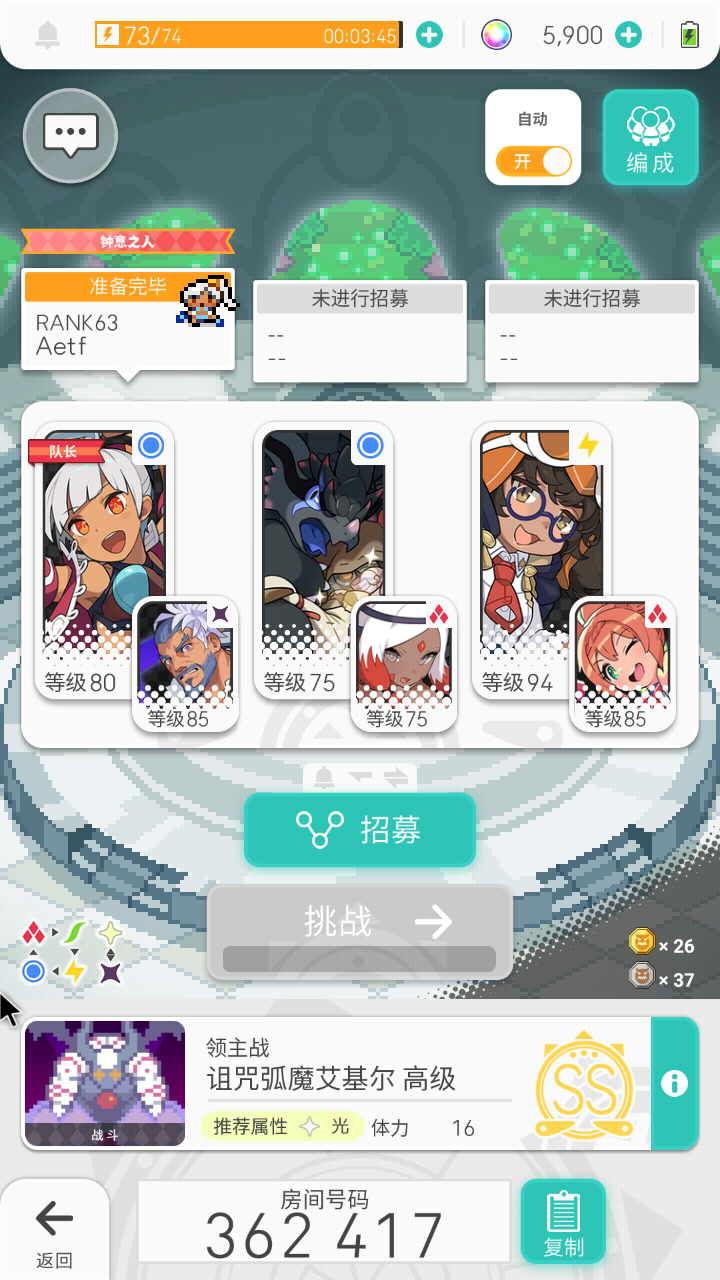 73/74
00:03:45
5,900
自动
开
编成
钟意之人
准备完毕
RANK63
Aetf
未进行招募
--
--
未进行招募
--
--
队长
等级80
等级85
等级75
等级75
等级94
等级85
招募
挑战
× 26
× 37
战斗
领主战
诅咒弧魔艾基尔 高级
推荐属性 光 体力 16
SS
返回
房间号码
362 417
复制